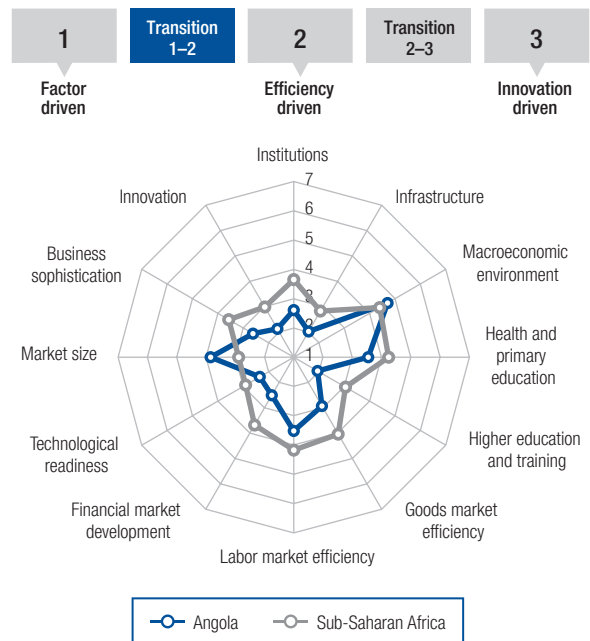 1
Transition
1–2
2
Transition
2–3
3
Factor
driven
Efficiency
driven
Innovation
driven
Institutions
Infrastructure
Macroeconomic
environment
Health and
primary
education
Higher education
and training
Goods market
efficiency
Labor market efficiency
Financial market
development
Technological
readiness
Market size
Business
sophistication
Innovation
7
6
5
4
3
2
1
Angola
Sub-Saharan Africa